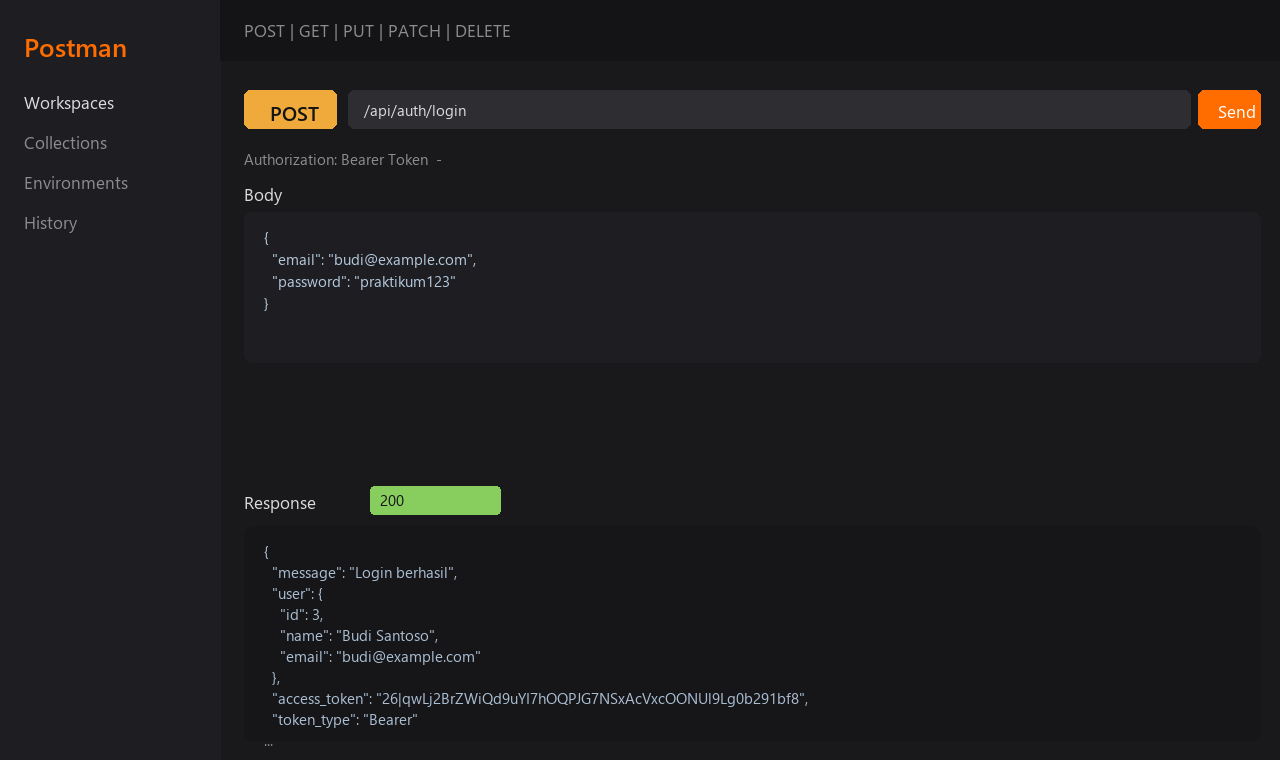 Postman
Workspaces
Collections
Environments
History
POST | GET | PUT | PATCH | DELETE
POST
/api/auth/login
Send
Authorization: Bearer Token -
Body
{
"email": "budi@example.com",
"password": "praktikum123"
}
Response
200
{
"message": "Login berhasil",
"user": {
"id": 3,
"name": "Budi Santoso",
"email": "budi@example.com"
},
"access_token": "26|qwLj2BrZWiQd9uYI7hOQPJG7NSxAcVxcOONUI9Lg0b291bf8",
"token_type": "Bearer"
...